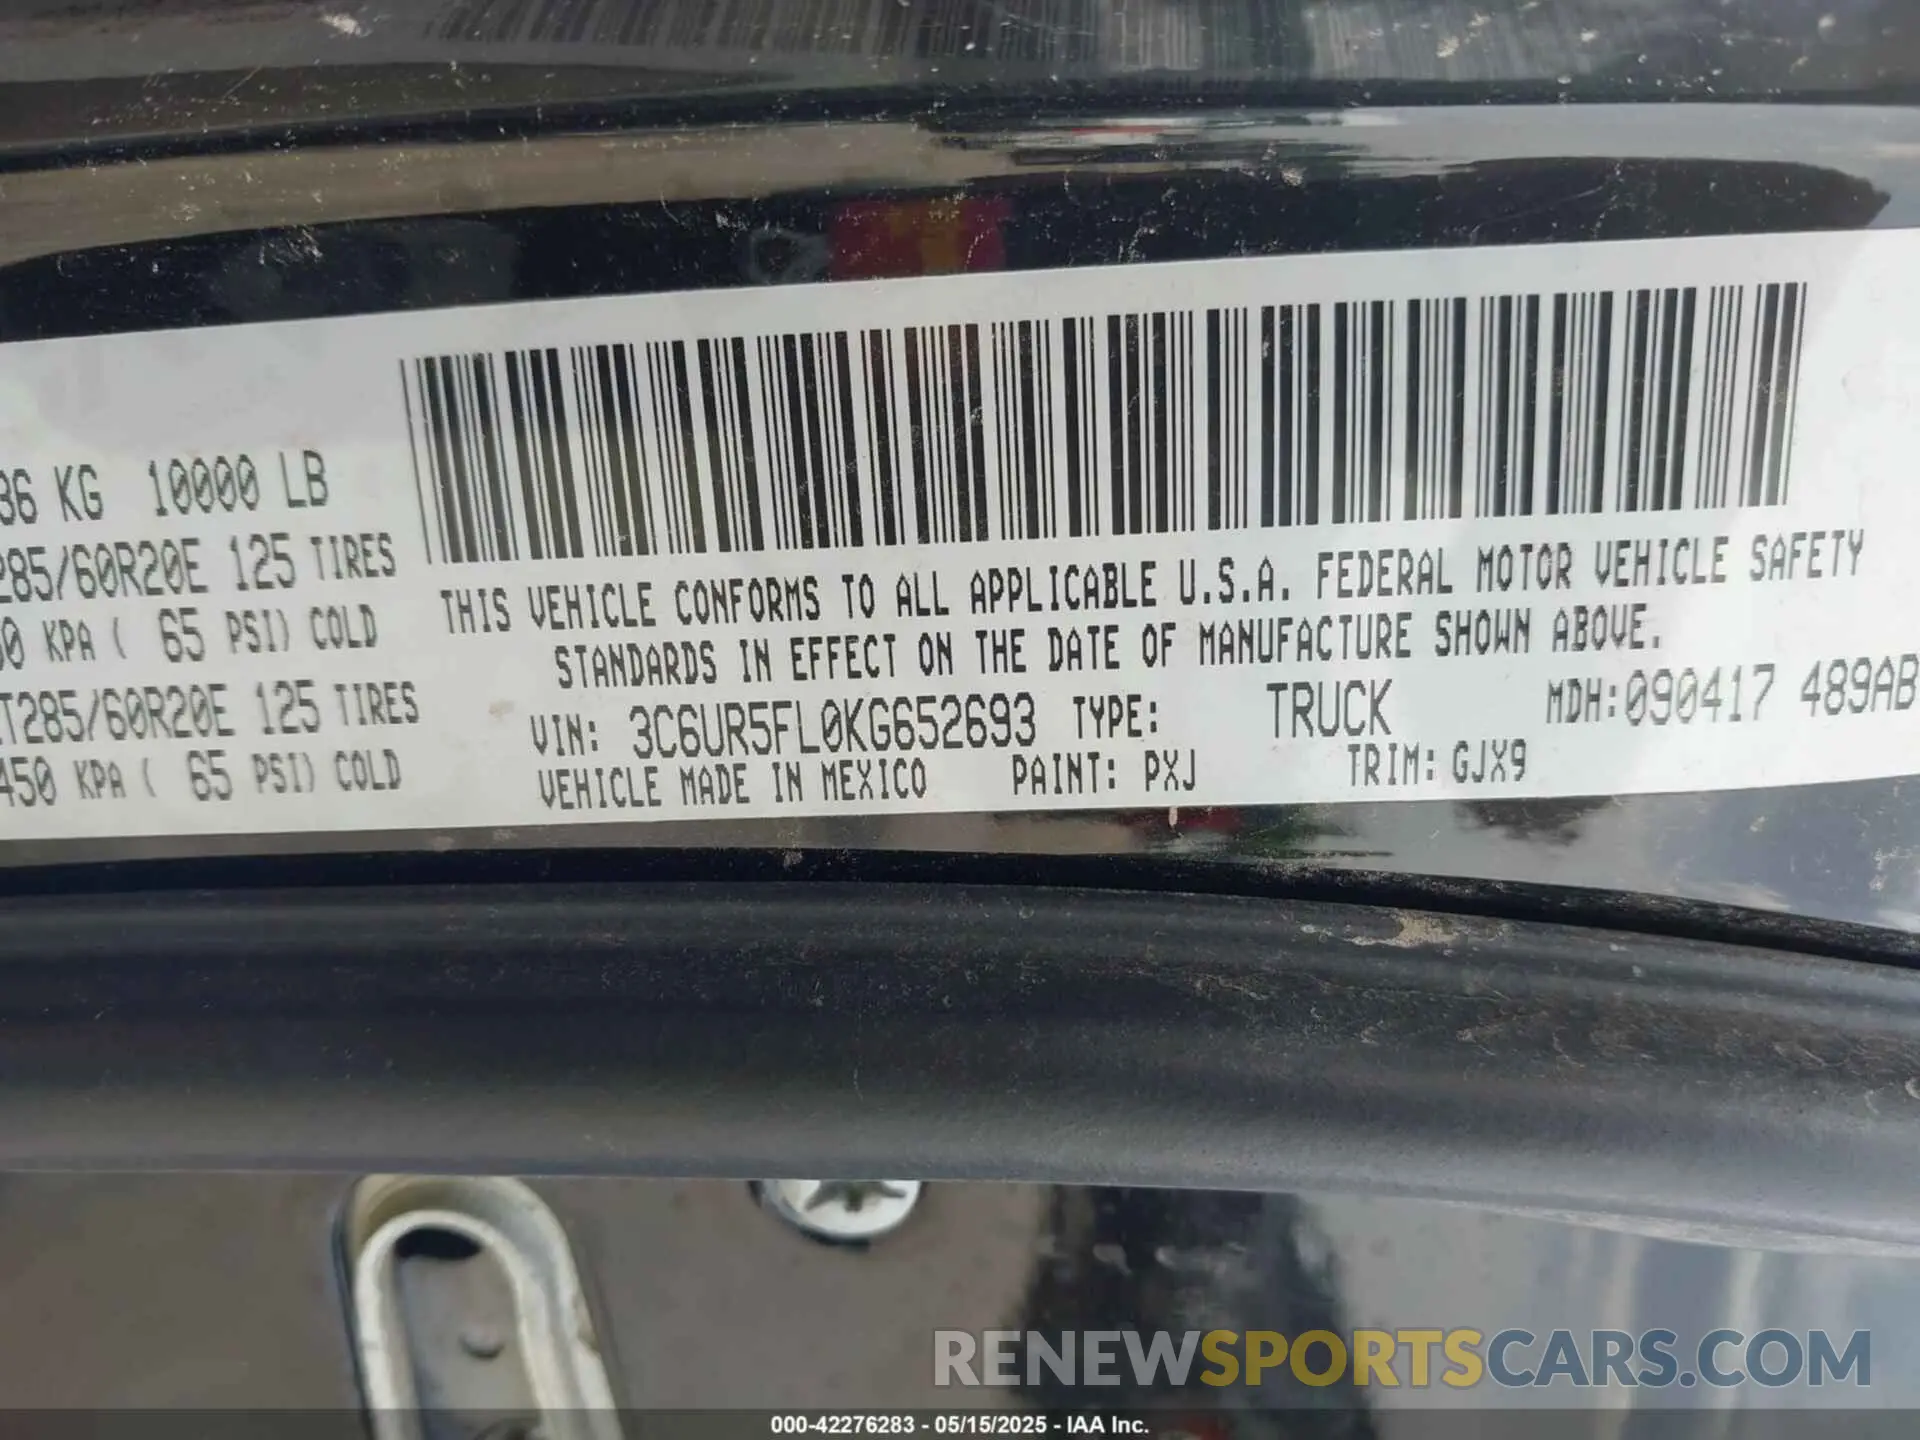 36 KG 10000 LB
285/60R20E 125 TIRES
0 KPA ( 65 PSI) COLD
T285/60R20E 125 TIRES
450 KPA ( 65 PSI) COLD
THIS VEHICLE CONFORMS TO ALL APPLICABLE U.S.A. FEDERAL MOTOR VEHICLE SAFETY
STANDARDS IN EFFECT ON THE DATE OF MANUFACTURE SHOWN ABOVE.
VIN: 3C6UR5FL0KG652693 TYPE: TRUCK MDH:090417 489AB
VEHICLE MADE IN MEXICO PAINT: PXJ TRIM: GJX9
RENEWSPORTSCARS.COM
000-42276283 - 05/15/2025 - IAA Inc.